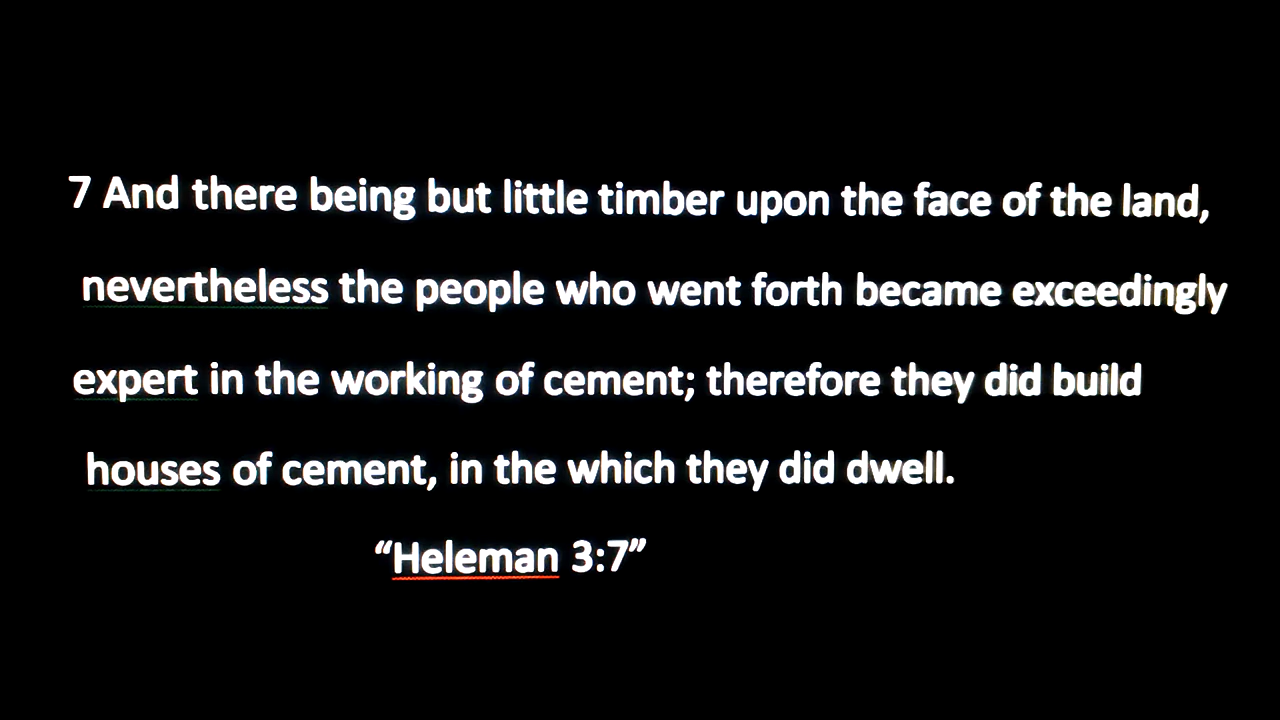 7 And there being but little timber upon the face of the land,
nevertheless the people who went forth became exceedingly
expert in the working of cement; therefore they did build
houses of cement, in the which they did dwell.
“Heleman 3:7”